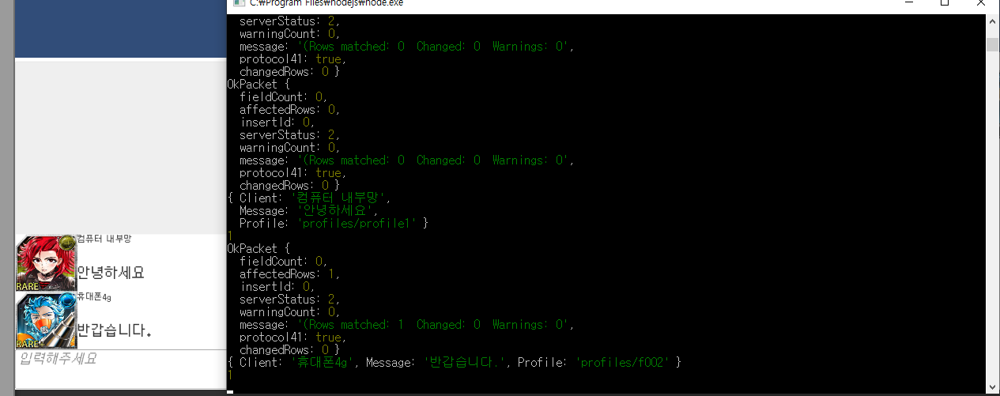 C:₩Program Files₩nodejs₩node.exe
serverStatus: 2,
warningCount: 0,
message: '(Rows matched: 0  Changed: 0  Warnings: 0',
protocol41: true,
changedRows: 0 }
OkPacket {
fieldCount: 0,
affectedRows: 0,
insertId: 0,
serverStatus: 2,
warningCount: 0,
message: '(Rows matched: 0  Changed: 0  Warnings: 0',
protocol41: true,
changedRows: 0 }
{ Client: '컴퓨터 내부망',
Message: '안녕하세요',
Profile: 'profiles/profile1' }
1
OkPacket {
fieldCount: 0,
affectedRows: 1,
insertId: 0,
serverStatus: 2,
warningCount: 0,
message: '(Rows matched: 1  Changed: 0  Warnings: 0',
protocol41: true,
changedRows: 0 }
{ Client: '휴대폰4g', Message: '반갑습니다.', Profile: 'profiles/f002' }
1
컴퓨터 내부망
안녕하세요
RARE
휴대폰4g
반갑습니다.
RARE+
입력해주세요